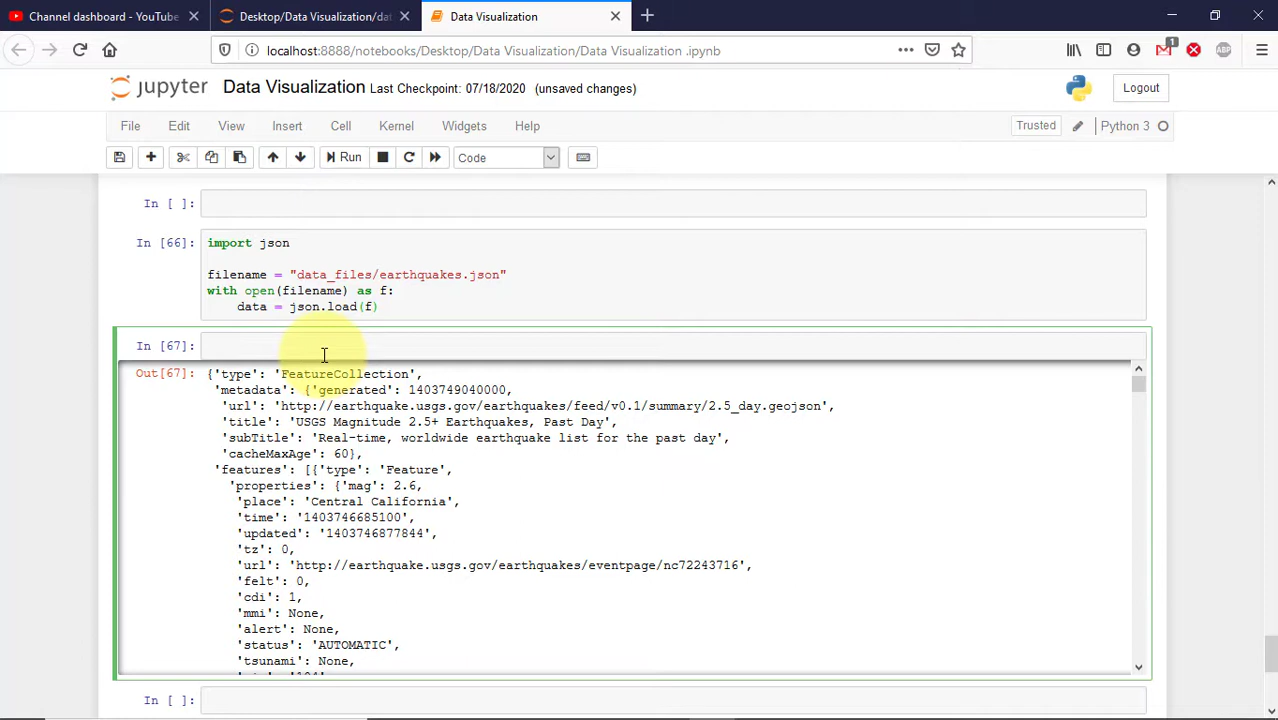 Channel dashboard - YouTube
Desktop/Data Visualization/dat
Data Visualization
localhost:8888/notebooks/Desktop/Data Visualization/Data Visualization .ipynb
1
ABP
jupyter Data Visualization Last Checkpoint: 07/18/2020 (unsaved changes)
Logout
File Edit View Insert Cell Kernel Widgets Help
Trusted
Python 3
Run
Code
In [ ]:
In [66]: import json
filename = "data_files/earthquakes.json"
with open(filename) as f:
data = json.load(f)
In [67]:
Out[67]: {'type': 'FeatureCollection',
'metadata': {'generated': 1403749040000,
'url': 'http://earthquake.usgs.gov/earthquakes/feed/v0.1/summary/2.5_day.geojson',
'title': 'USGS Magnitude 2.5+ Earthquakes, Past Day',
'subTitle': 'Real-time, worldwide earthquake list for the past day',
'cacheMaxAge': 60},
'features': [{'type': 'Feature',
'properties': {'mag': 2.6,
'place': 'Central California',
'time': '1403746685100',
'updated': '1403746877844',
'tz': 0,
'url': 'http://earthquake.usgs.gov/earthquakes/eventpage/nc72243716',
'felt': 0,
'cdi': 1,
'mmi': None,
'alert': None,
'status': 'AUTOMATIC',
'tsunami': None,
In [ ]: